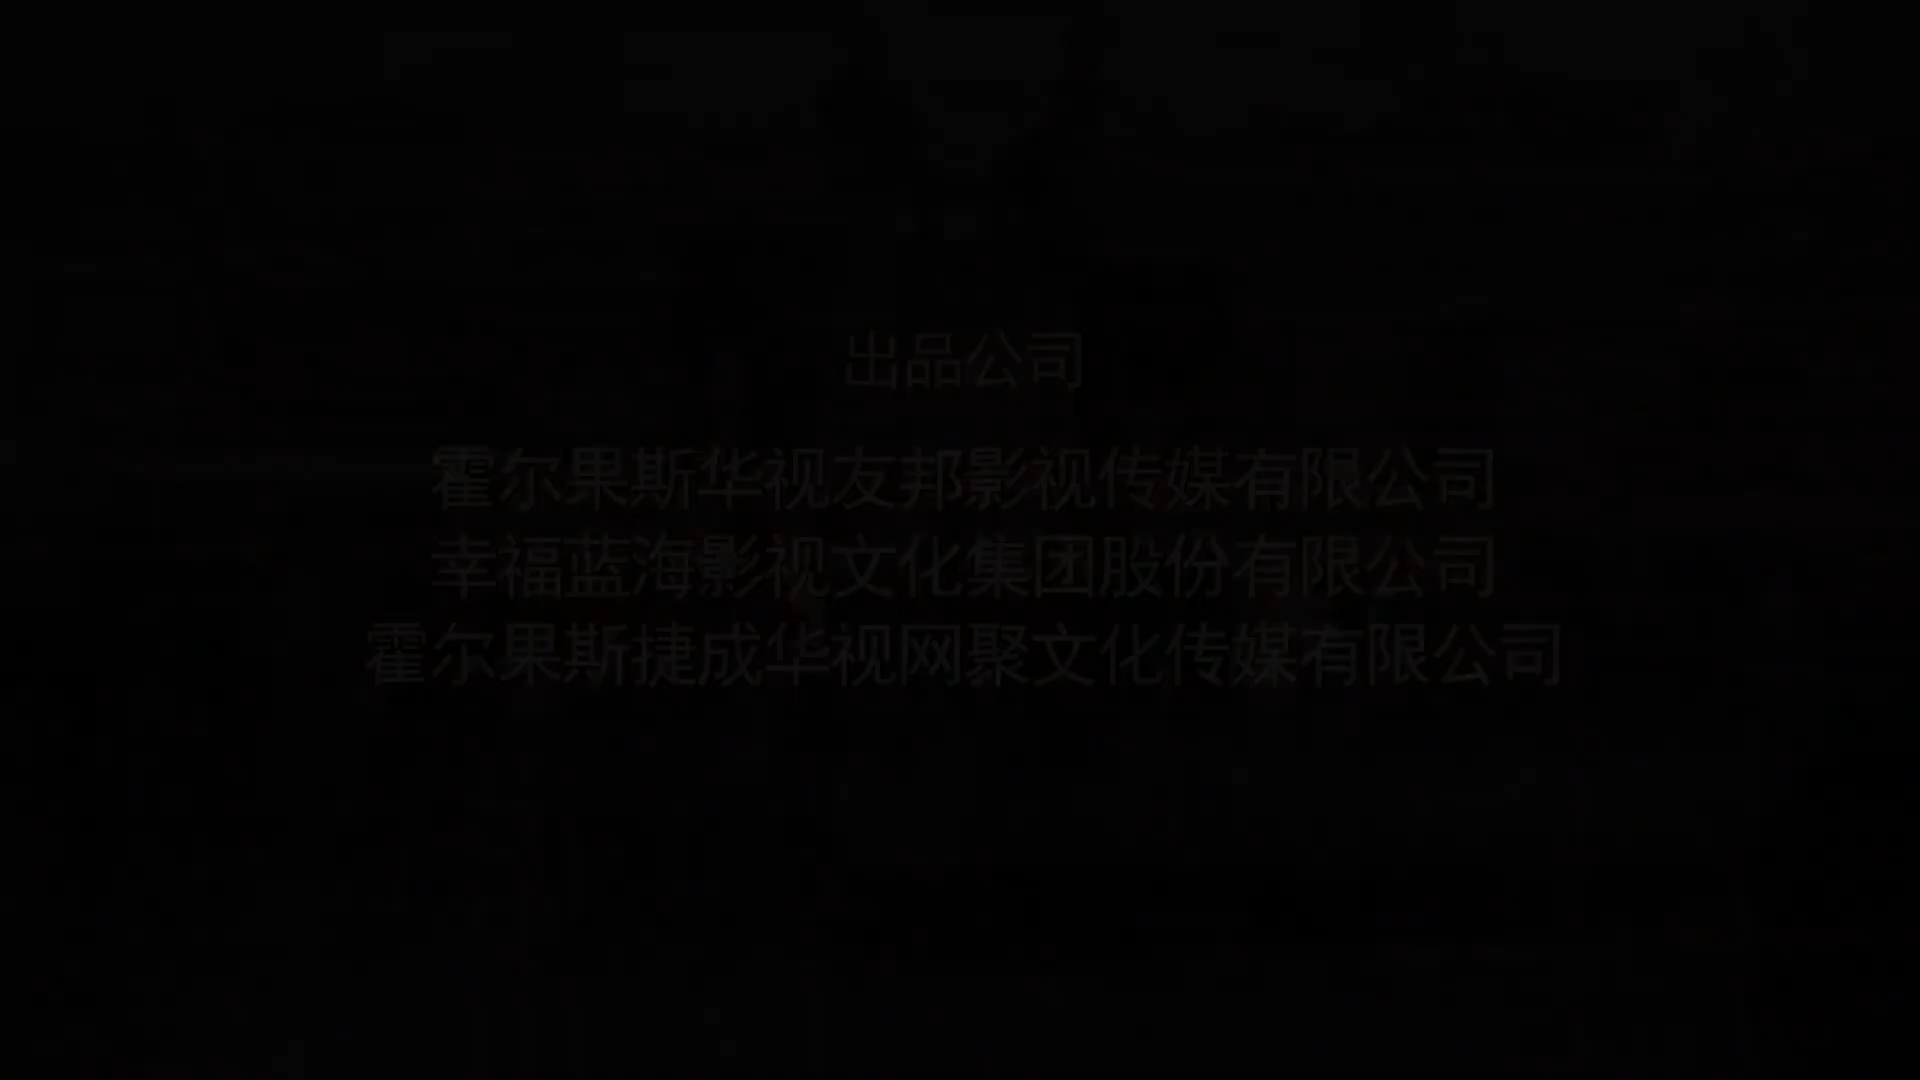 出品公司
霍尔果斯华视友邦影视传媒有限公司
幸福蓝海影视文化集团股份有限公司
霍尔果斯捷成华视网聚文化传媒有限公司